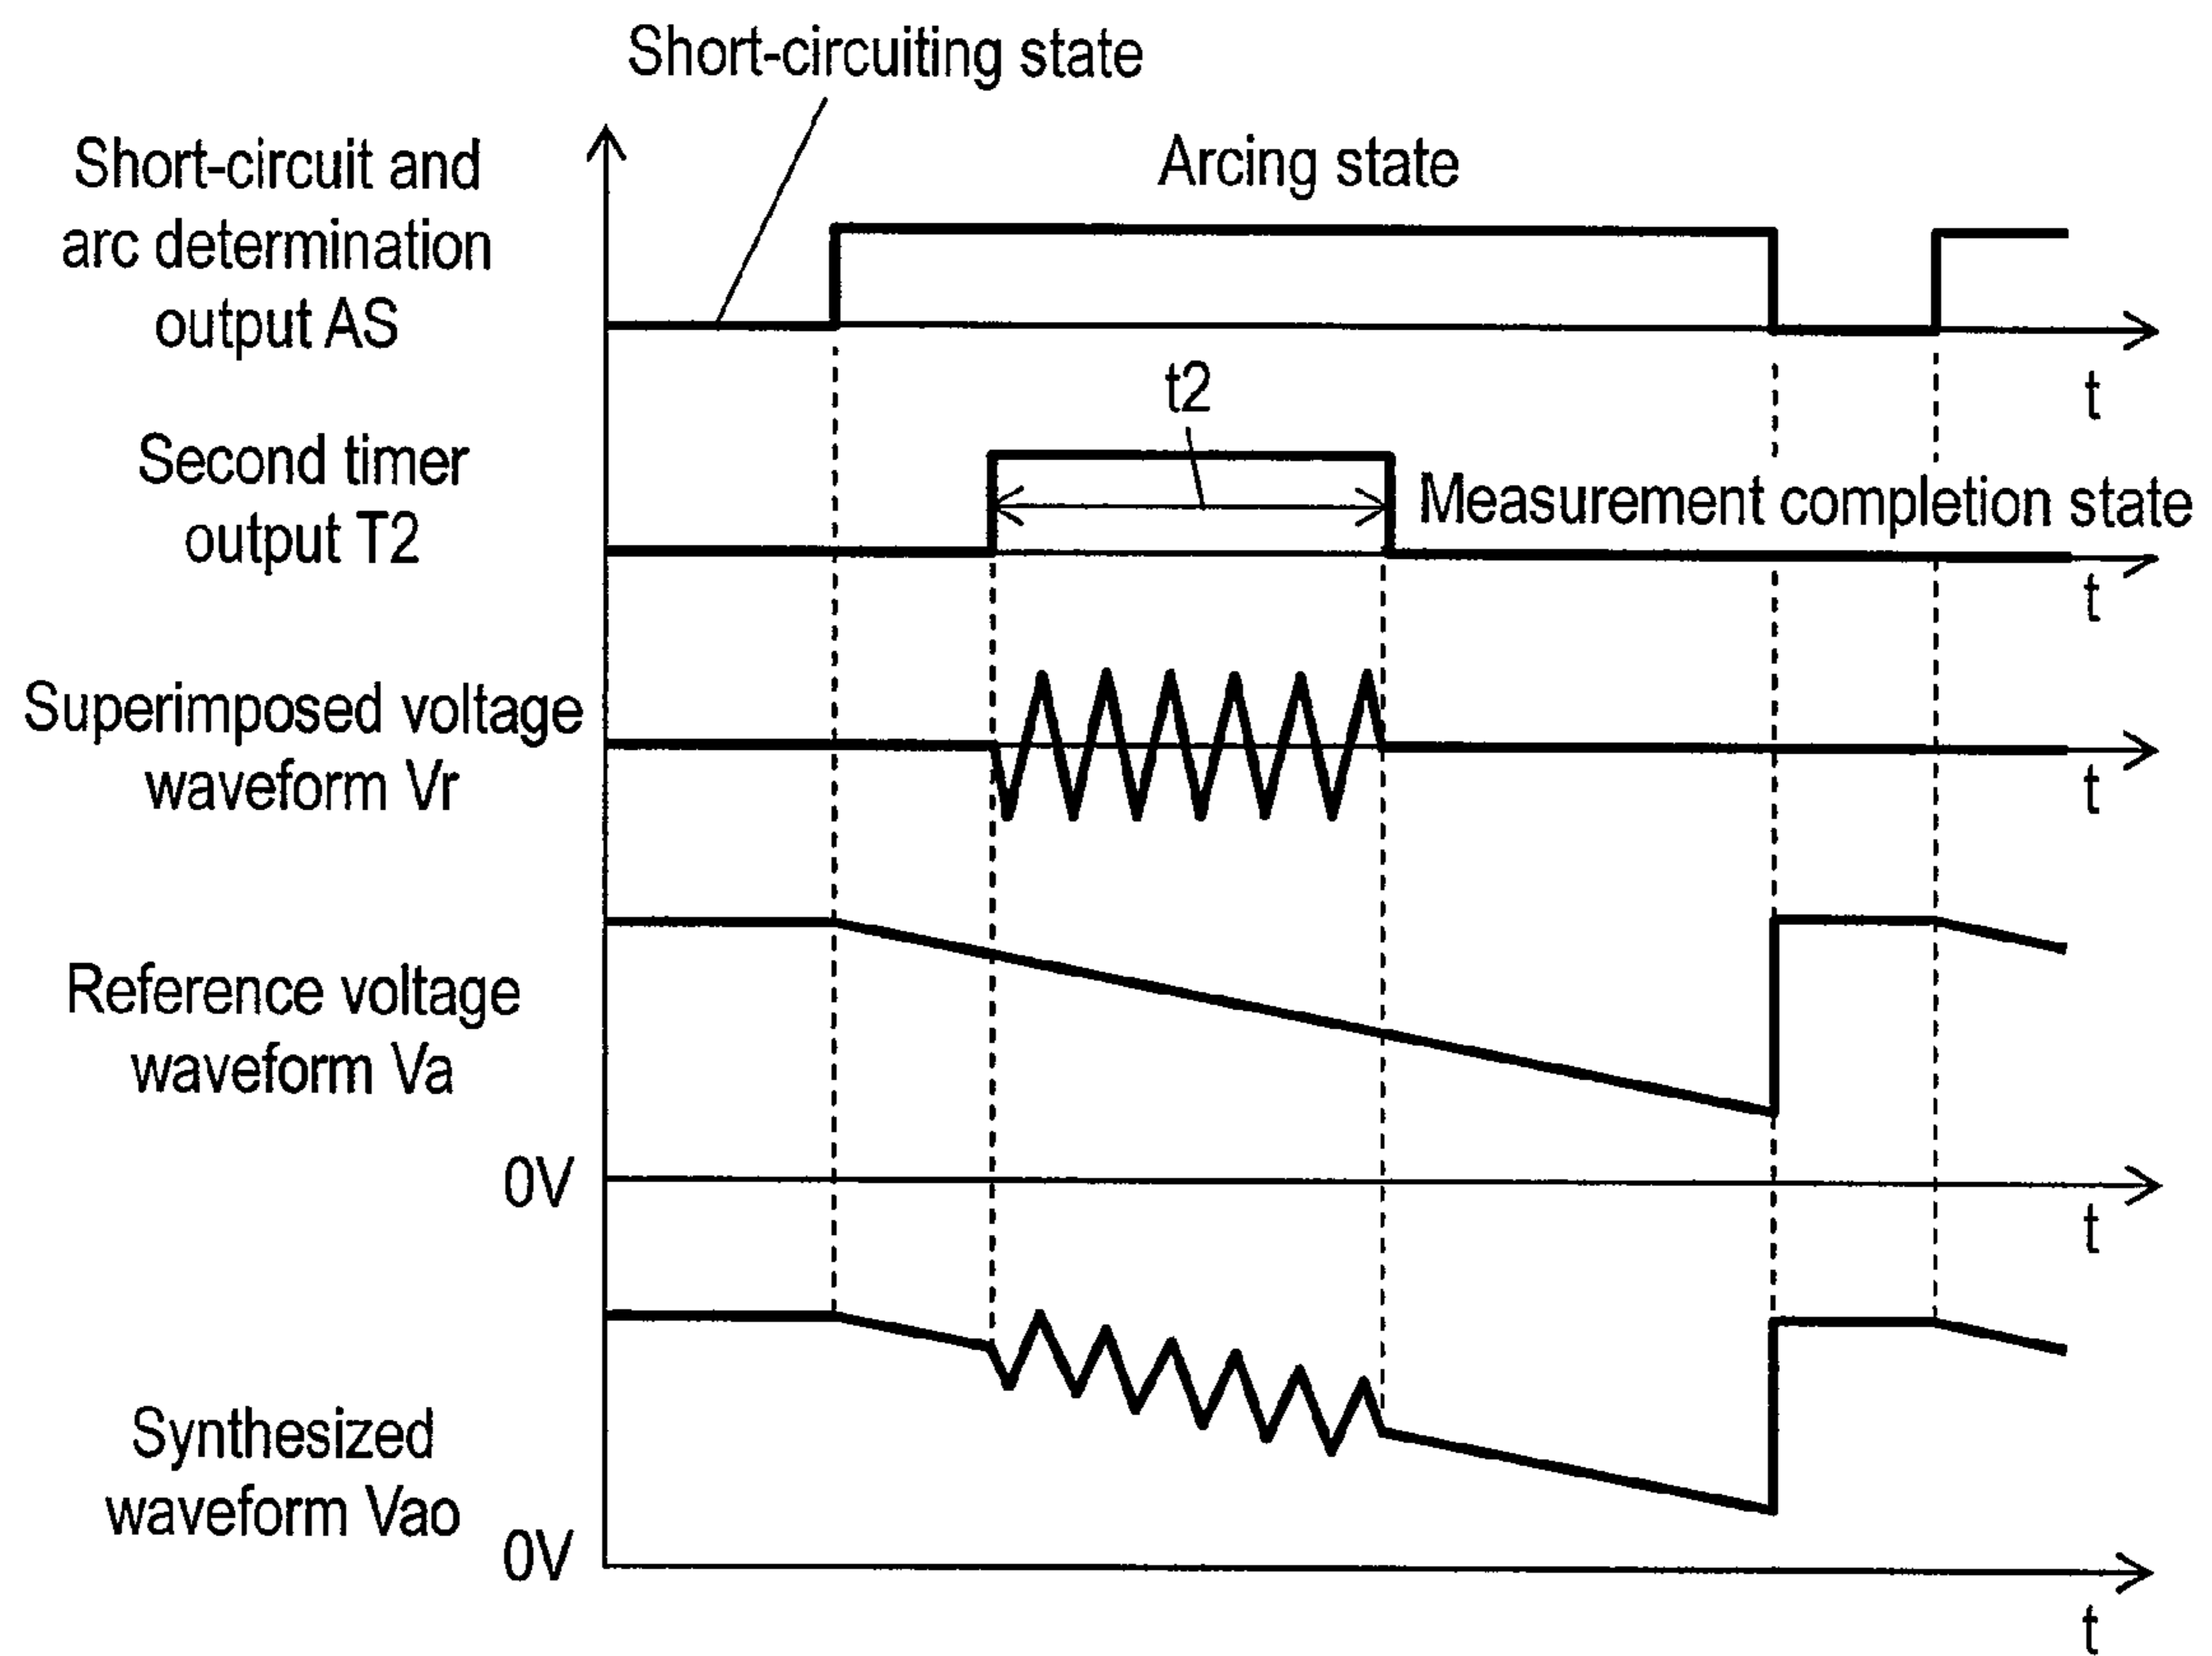 Short-circuiting state
Short-circuit and
arc determination
output AS
Arcing state
t
Second timer
output T2
t2
Measurement completion state
t
Superimposed voltage
waveform Vr
t
Reference voltage
waveform Va
0V
t
Synthesized
waveform Vao
0V
t